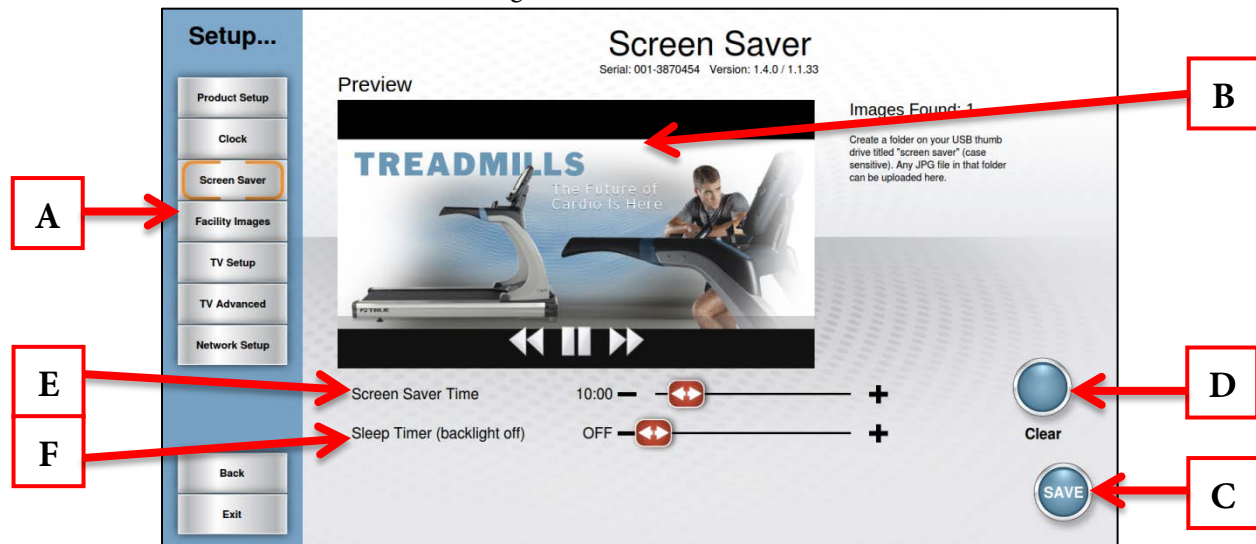 Setup...
Screen Saver
Serial: 001-3870454 Version: 1.4.0 / 1.1.33
Product Setup
Clock
Screen Saver
Facility Images
TV Setup
TV Advanced
Network Setup
Back
Exit
Preview
TREADMILLS
The Future of
Cardio Is Here
TRUE
Images Found: 1
Create a folder on your USB thumb
drive titled "screen saver" (case
sensitive). Any JPG file in that folder
can be uploaded here.
Screen Saver Time 10:00
Sleep Timer (backlight off) OFF
Clear
SAVE
A
B
E
F
D
C